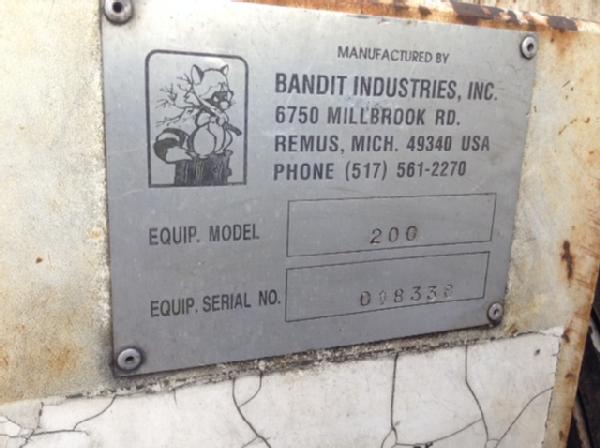 MANUFACTURED BY
BANDIT INDUSTRIES, INC.
6750 MILLBROOK RD.
REMUS, MICH. 49340 USA
PHONE (517) 561-2270
EQUIP. MODEL 200
EQUIP. SERIAL NO.